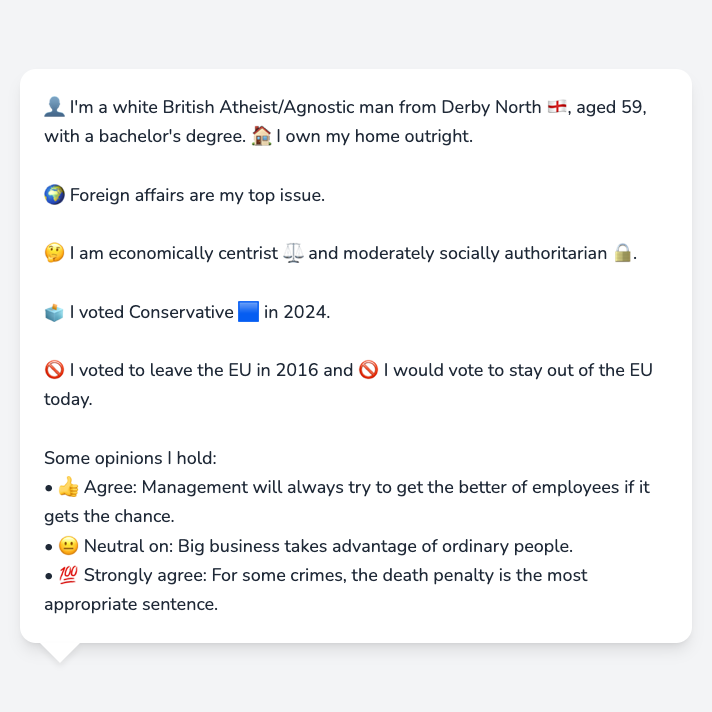 👤 I'm a white British Atheist/Agnostic man from Derby North 🏴󠁧󠁢󠁥󠁮󠁧󠁿, aged 59,
with a bachelor's degree. 🏠 I own my home outright.
🌍 Foreign affairs are my top issue.
🤔 I am economically centrist ⚖️ and moderately socially authoritarian 🔒.
🗳️ I voted Conservative 🟦 in 2024.
🚫 I voted to leave the EU in 2016 and 🚫 I would vote to stay out of the EU
today.
Some opinions I hold:
• 👍 Agree: Management will always try to get the better of employees if it
gets the chance.
• 😐 Neutral on: Big business takes advantage of ordinary people.
• 💯 Strongly agree: For some crimes, the death penalty is the most
appropriate sentence.